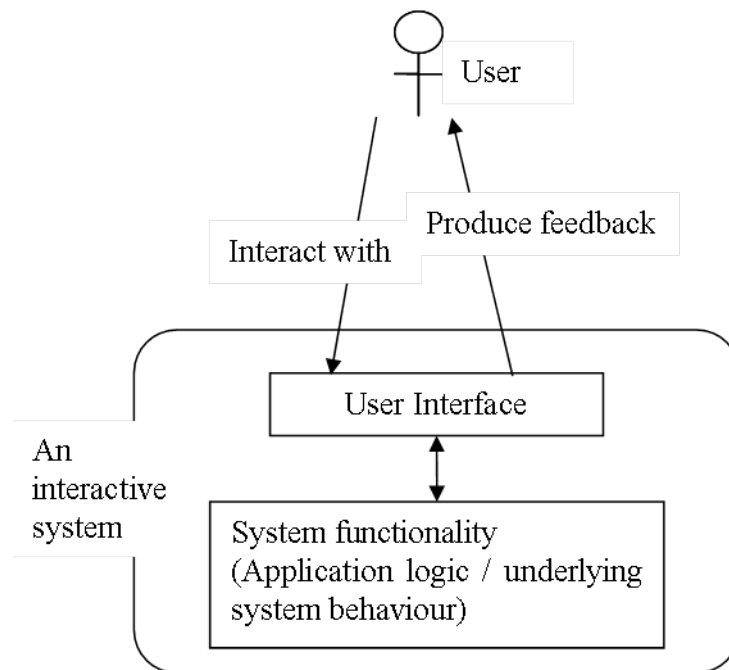 User
Produce feedback
Interact with
User Interface
An
interactive
system
System functionality
(Application logic / underlying
system behaviour)